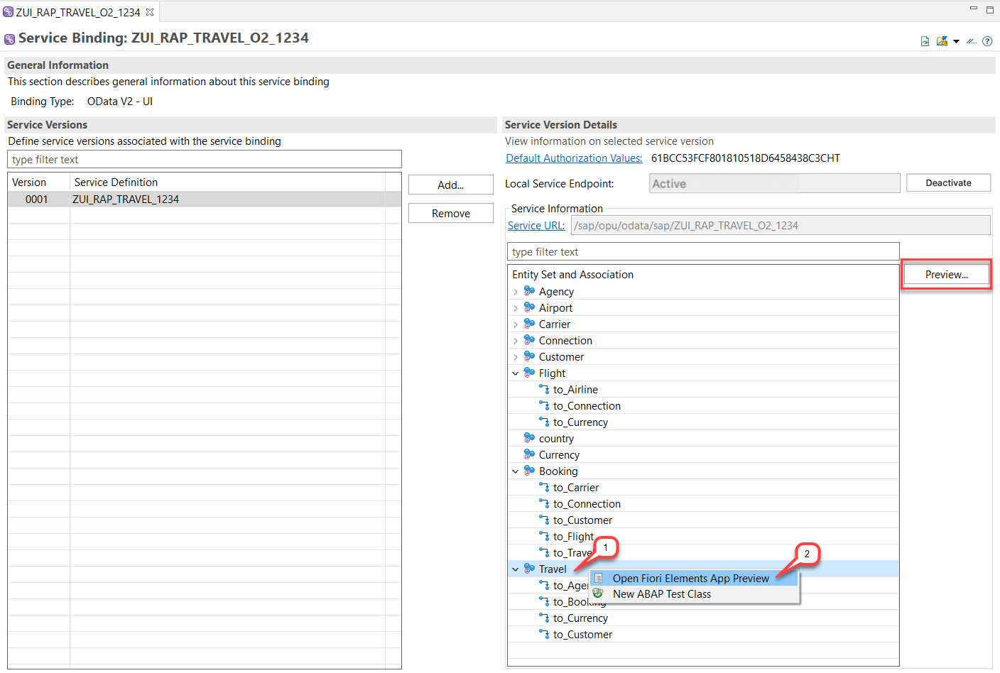 ZUI_RAP_TRAVEL_O2_1234
Service Binding: ZUI_RAP_TRAVEL_O2_1234
General Information
This section describes general information about this service binding
Binding Type: OData V2 - UI
Service Versions
Define service versions associated with the service binding
type filter text
Version Service Definition
0001 ZUI_RAP_TRAVEL_1234
Add...
Remove
Service Version Details
View information on selected service version
Default Authorization Values: 61BCC53FCF801810518D6458438C3CHT
Local Service Endpoint: Active Deactivate
Service Information
Service URL: /sap/opu/odata/sap/ZUI_RAP_TRAVEL_O2_1234
type filter text
Entity Set and Association
Preview...
Agency
Airport
Carrier
Connection
Customer
Flight
to_Airline
to_Connection
to_Currency
country
Currency
Booking
to_Carrier
to_Connection
to_Customer
to_Flight
to_Trave
1
2
Travel
Open Fiori Elements App Preview
New ABAP Test Class
to_Age
to_Booking
to_Currency
to_Customer